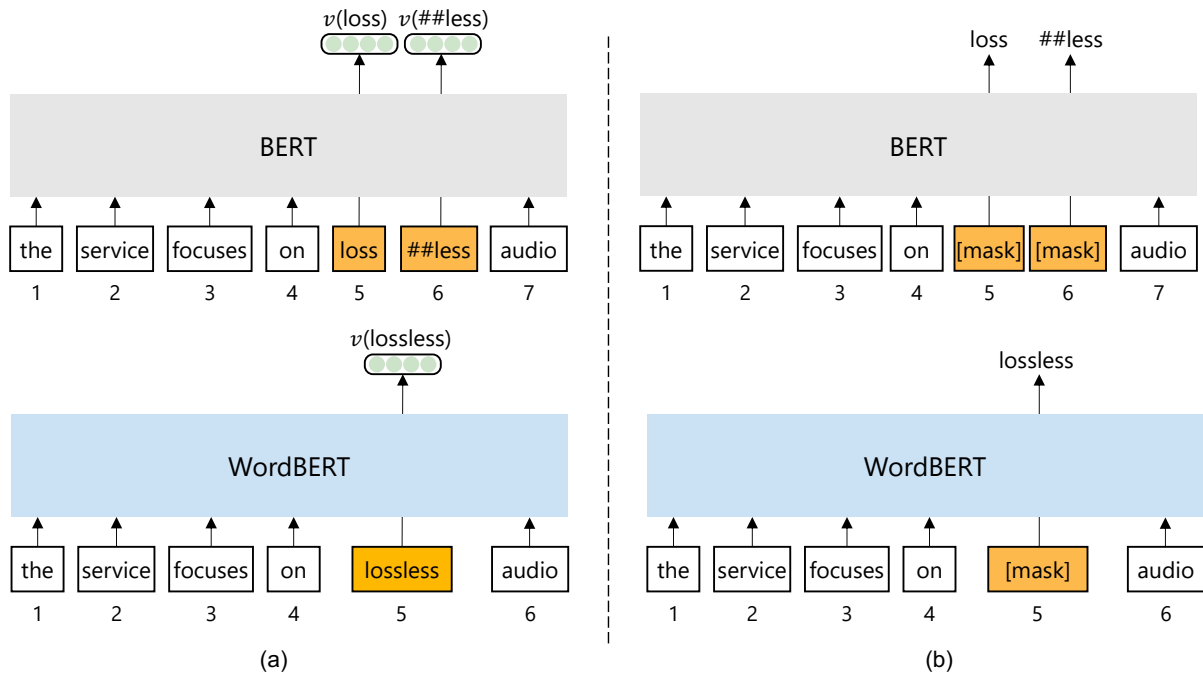 v(loss) v(##less)
BERT
the service focuses on loss ##less audio
1 2 3 4 5 6 7
v(lossless)
WordBERT
the service focuses on lossless audio
1 2 3 4 5 6
(a)
loss ##less
BERT
the service focuses on [mask] [mask] audio
1 2 3 4 5 6 7
lossless
WordBERT
the service focuses on [mask] audio
1 2 3 4 5 6
(b)